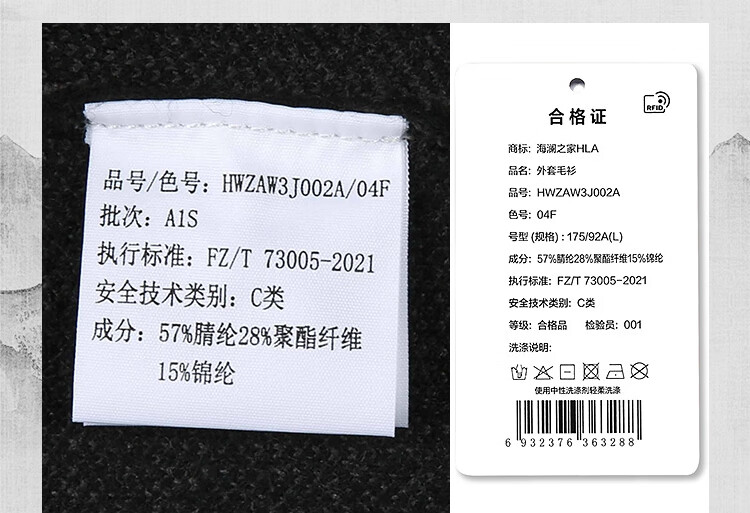 品号/色号: HWZAW3J002A/04F
批次: A1S
执行标准: FZ/T 73005-2021
安全技术类别: C类
成分: 57%腈纶28%聚酯纤维
15%锦纶
RFID
合格证
商标: 海澜之家HLA
品名: 外套毛衫
品号: HWZAW3J002A
色号: 04F
号型 (规格) : 175/92A(L)
成分: 57%腈纶28%聚酯纤维15%锦纶
执行标准: FZ/T 73005-2021
安全技术类别: C类
等级: 合格品 检验员: 001
洗涤说明:
使用中性洗涤剂轻柔洗涤
6 932376 363288